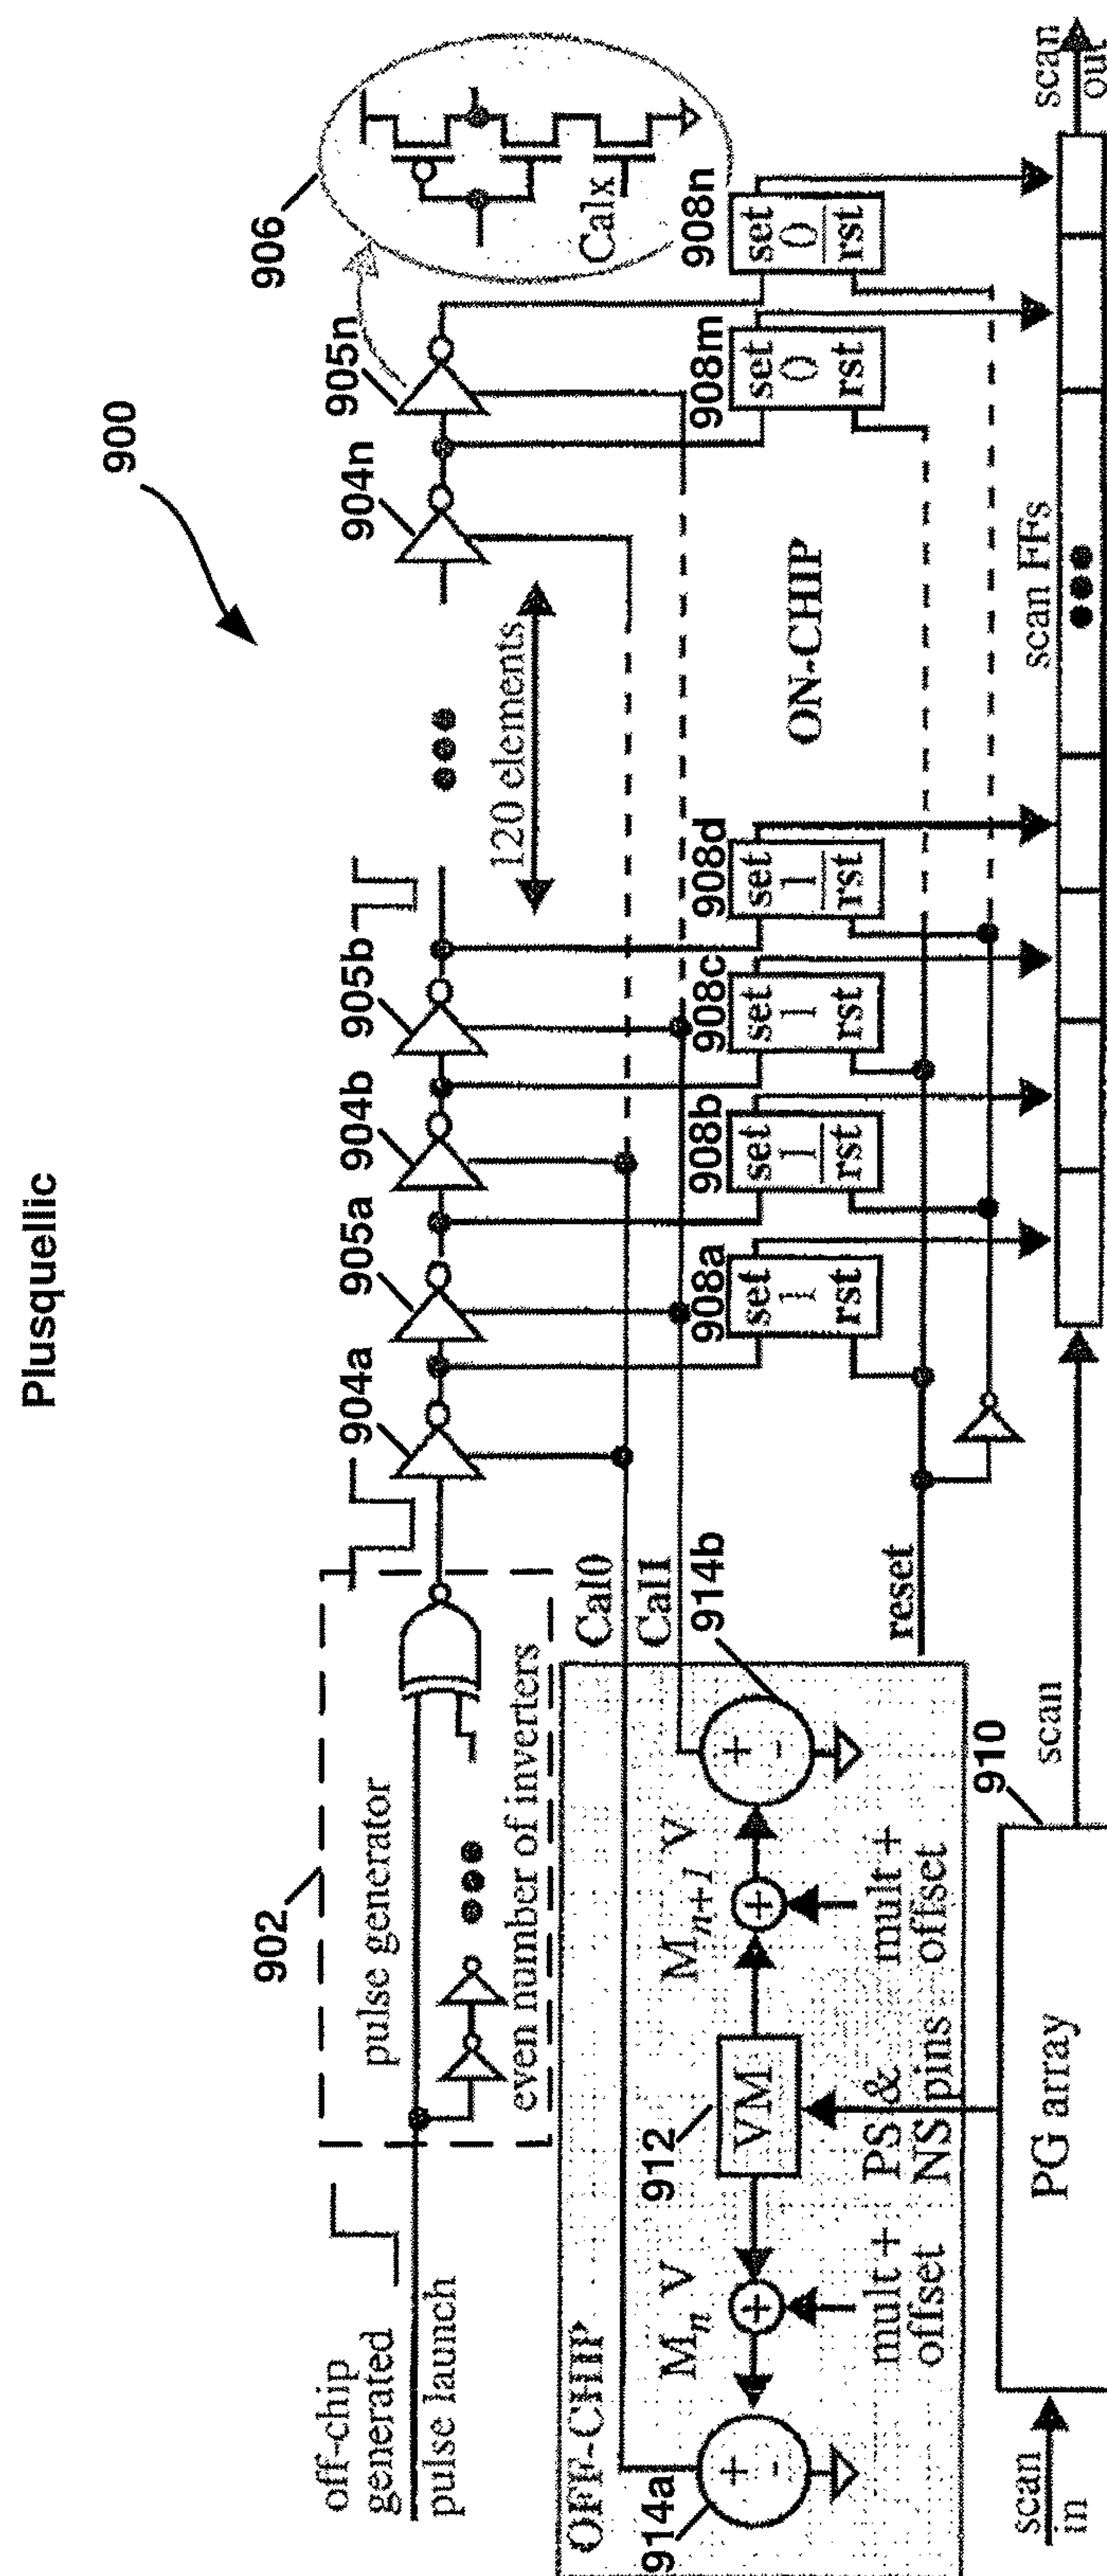 Plusquellic
900
902
pulse generator
even number of inverters
off-chip
generated
pulse launch
904a
905a
904b
905b
904n
905n
906
Calx
120 elements
OFF-CHIP
Cal0
Cal1
914a
914b
Mn V
Mn+1 V
+
-
+
-
+
+
912
VM
mult +
offset
PS &
NS pins
mult +
offset
ON-CHIP
908a
set
1
rst
908b
set
1
rst
908c
set
1
rst
908d
set
1
rst
908m
set
0
rst
908n
set
0
rst
reset
910
PG array
scan
in
scan
scan FFs
scan
out